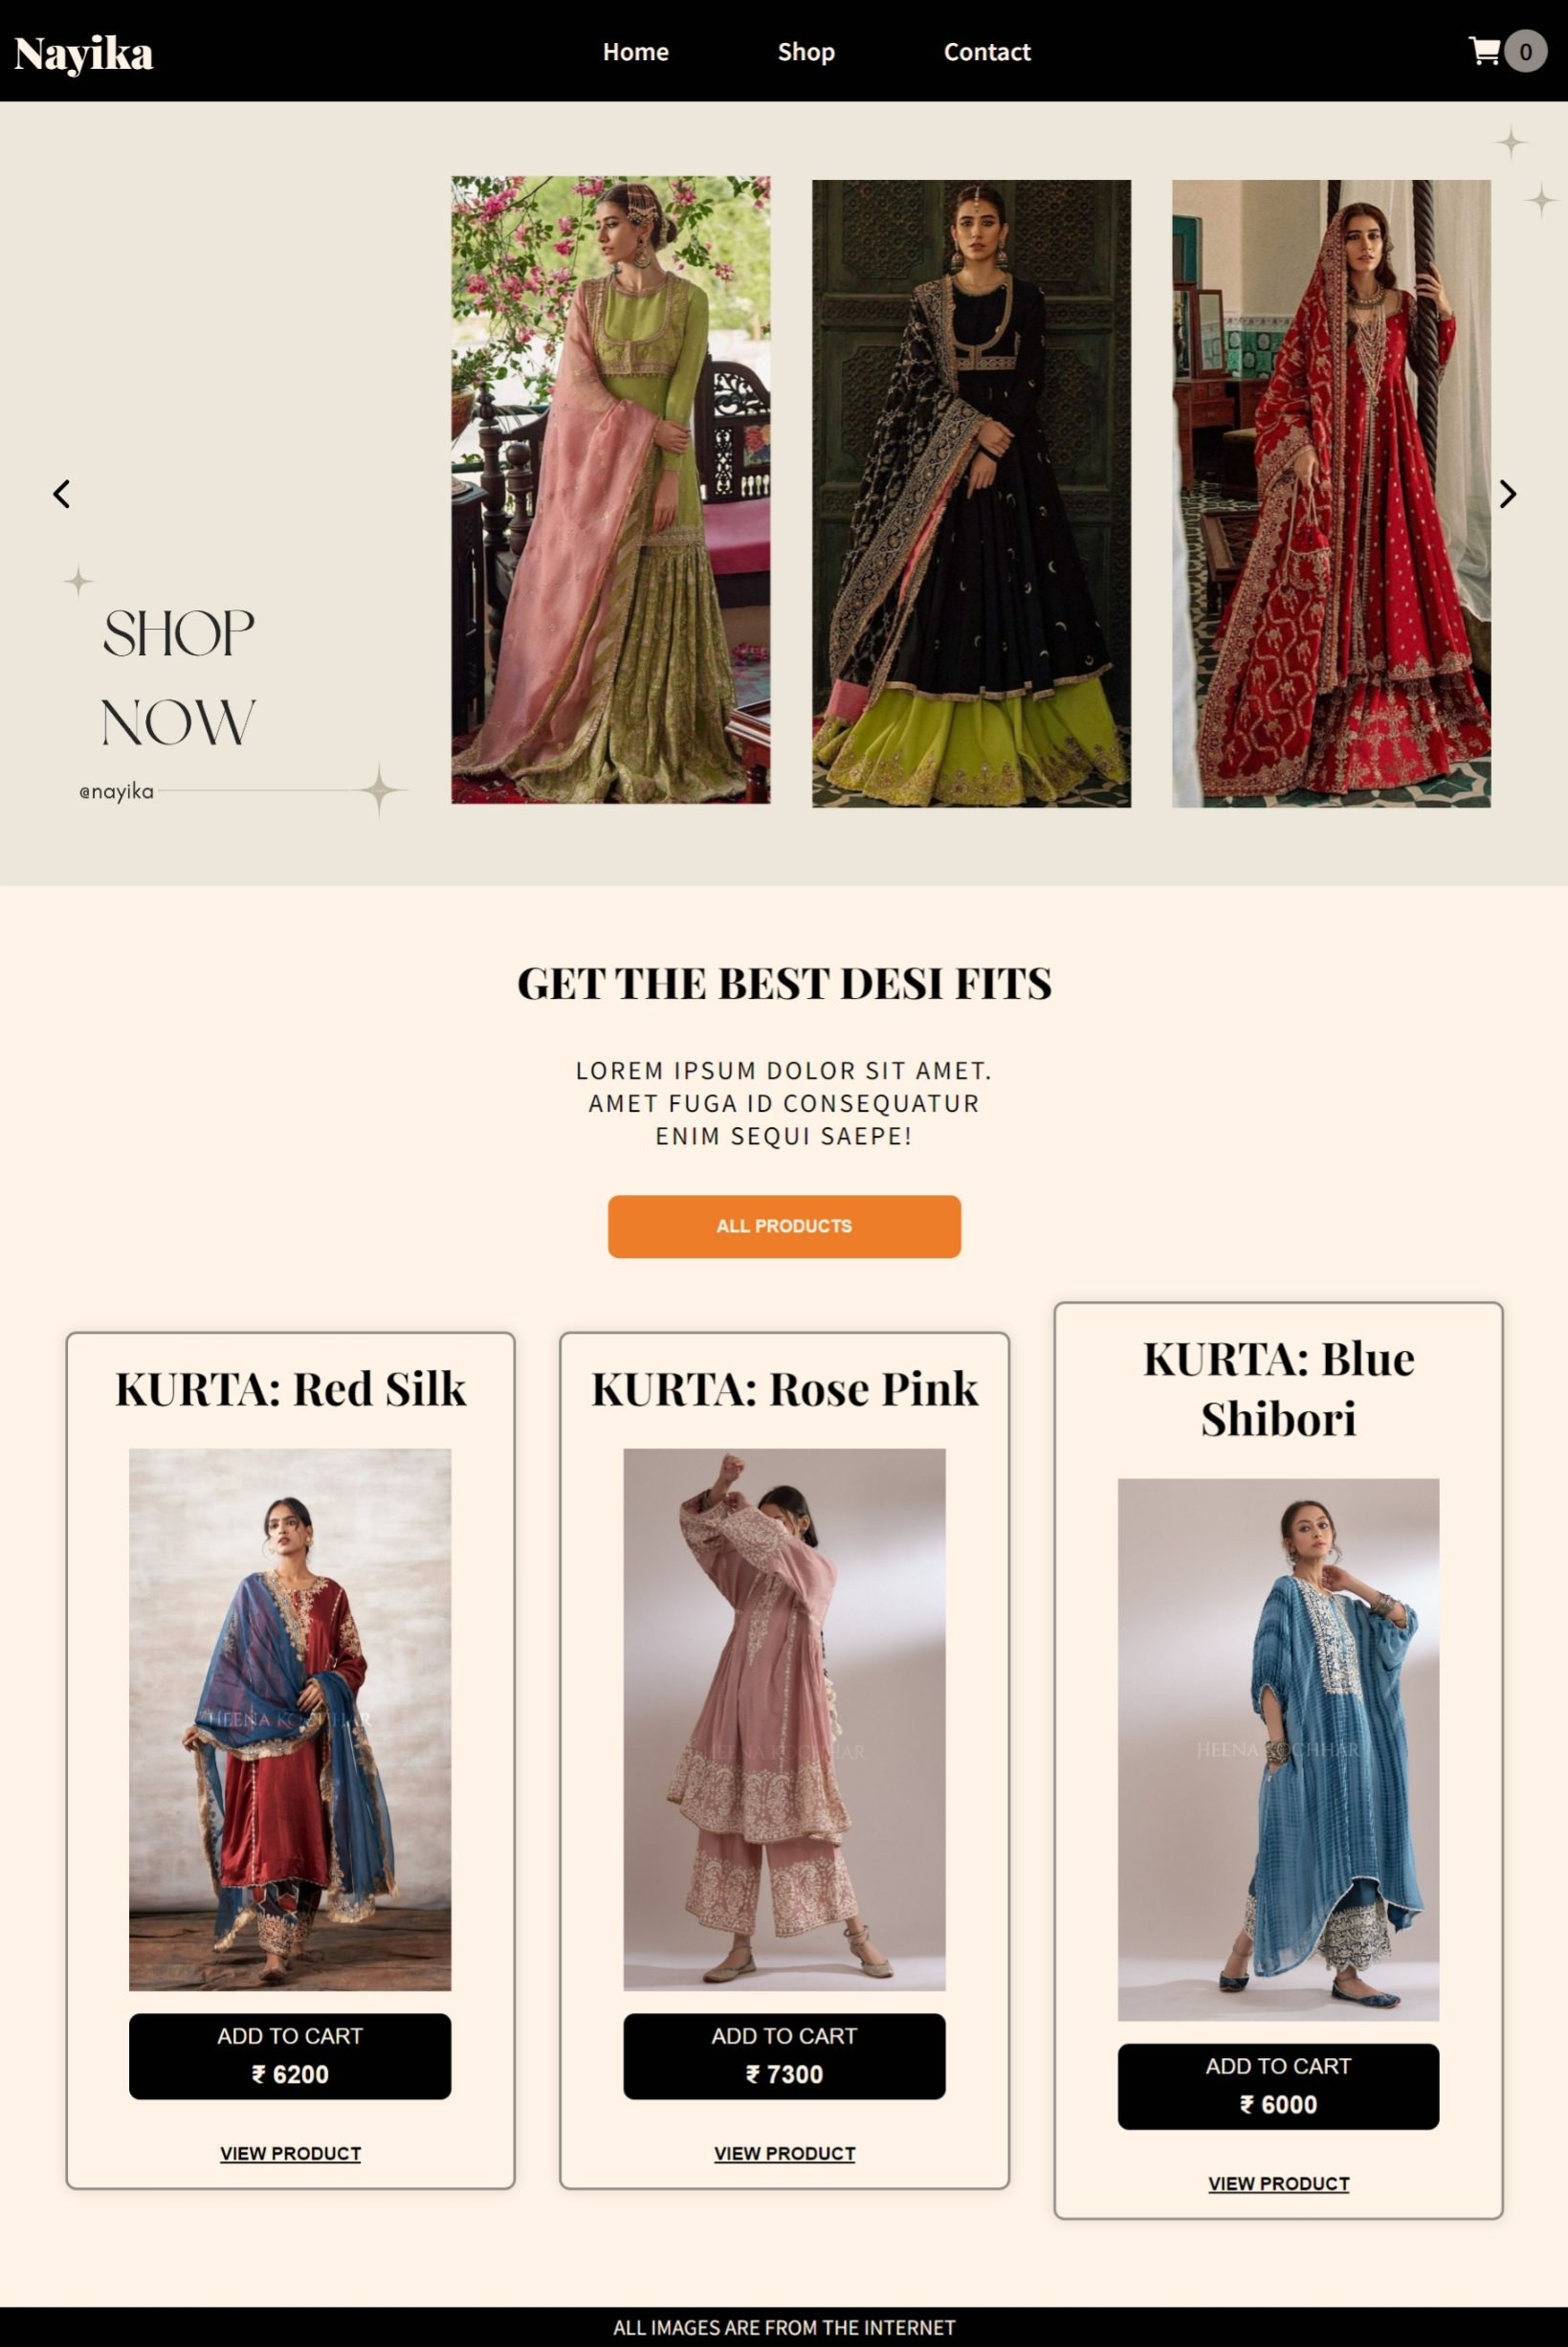 Nayika
Home
Shop
Contact
0
SHOP
NOW
@nayika
GET THE BEST DESI FITS
LOREM IPSUM DOLOR SIT AMET.
AMET FUGA ID CONSEQUATUR
ENIM SEQUI SAEPE!
ALL PRODUCTS
KURTA: Red Silk
HEENA KOCHHAR
ADD TO CART
₹ 6200
VIEW PRODUCT
KURTA: Rose Pink
HEENA KOCHHAR
ADD TO CART
₹ 7300
VIEW PRODUCT
KURTA: Blue
Shibori
HEENA KOCHHAR
ADD TO CART
₹ 6000
VIEW PRODUCT
ALL IMAGES ARE FROM THE INTERNET